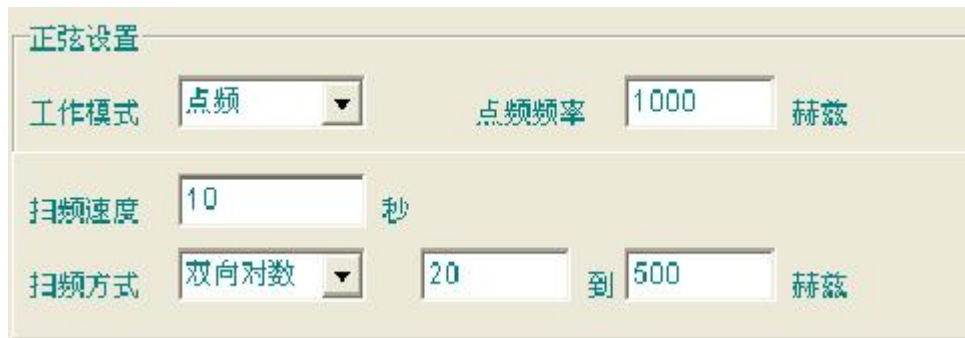 正弦设置
工作模式 点频 点频频率 1000 赫兹
扫频速度 10 秒
扫频方式 双向对数 20 到 500 赫兹